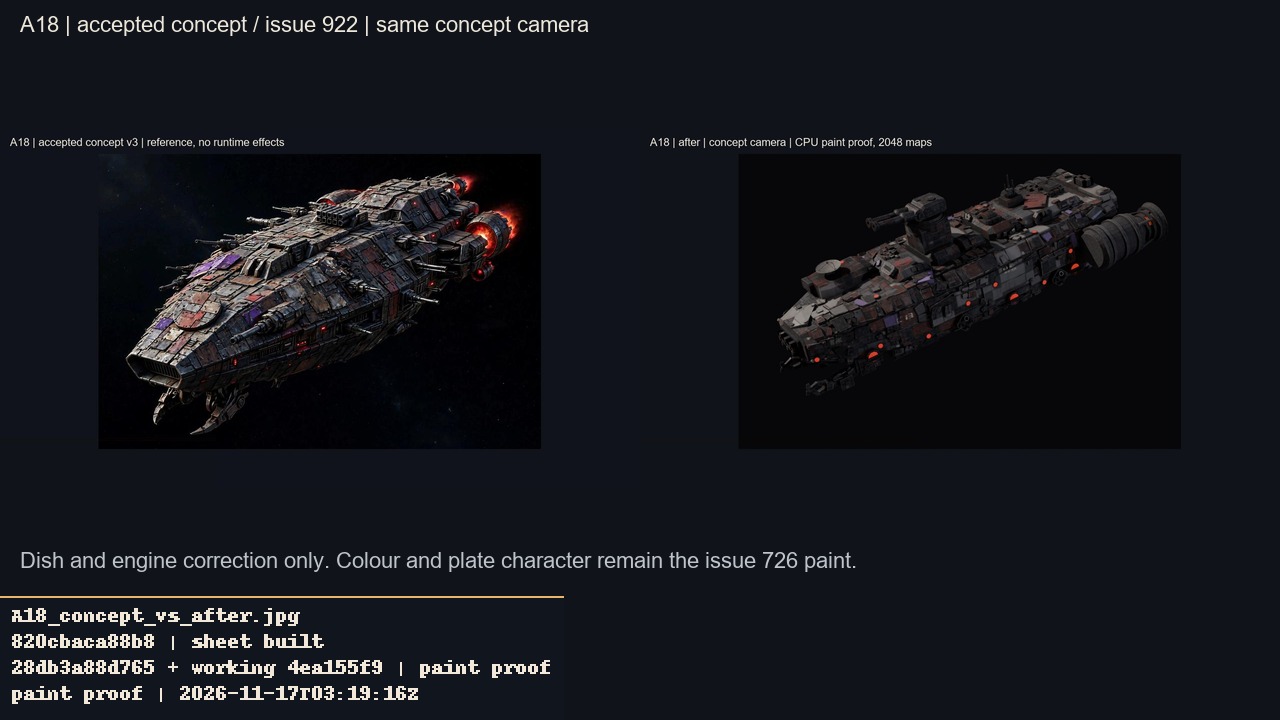 A18 | accepted concept / issue 922 | same concept camera
A18 | accepted concept v3 | reference, no runtime effects
A18 | after | concept camera | CPU paint proof, 2048 maps
Dish and engine correction only. Colour and plate character remain the issue 726 paint.
A18_concept_vs_after.jpg
820cbaca88b8 | sheet built
28db3a88d765 + working 4ea155f9 | paint proof
paint proof | 2026-11-17T03:19:16Z